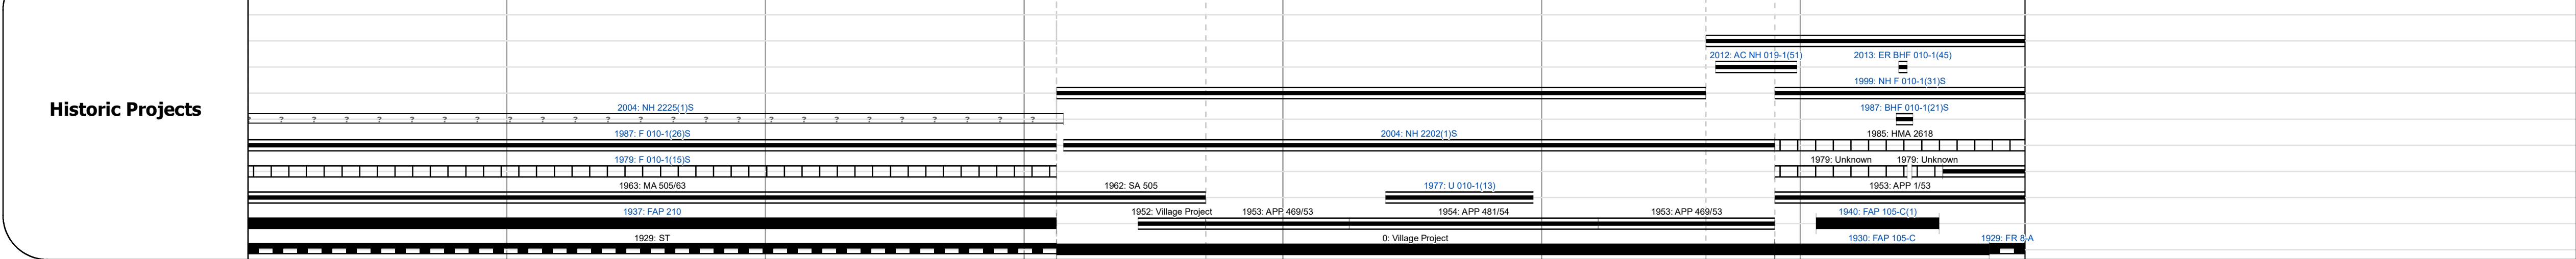 2012: AC NH 019-1(51) 2013: ER BHF 010-1(45)
1999: NH F 010-1(31)S
Historic Projects
2004: NH 2225(1)S 1987: BHF 010-1(21)S
? ? ? ? ? ? ? ? ? ? ? ? ? ? ? ? ? ? ? ? ? ? ? ? ?
1987: F 010-1(26)S 2004: NH 2202(1)S 1985: HMA 2618
1979: F 010-1(15)S 1979: Unknown 1979: Unknown
1963: MA 505/63 1962: SA 505 1977: U 010-1(13) 1953: APP 1/53
1937: FAP 210 1952: Village Project 1953: APP 469/53 1954: APP 481/54 1953: APP 469/53 1940: FAP 105-C(1)
1929: ST 0: Village Project 1930: FAP 105-C 1929: FR 8-A